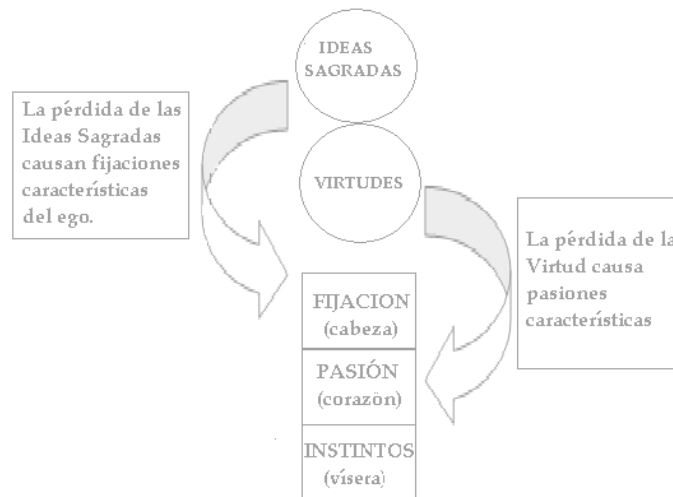 IDEAS
SAGRADAS
La pérdida de las
Ideas Sagradas
causan fijaciones
características
del ego.
VIRTUDES
La pérdida de la
Virtud causa
pasiones
características
FIJACION
(cabeza)
PASIÓN
(corazòn)
INSTINTOS
(vísera)